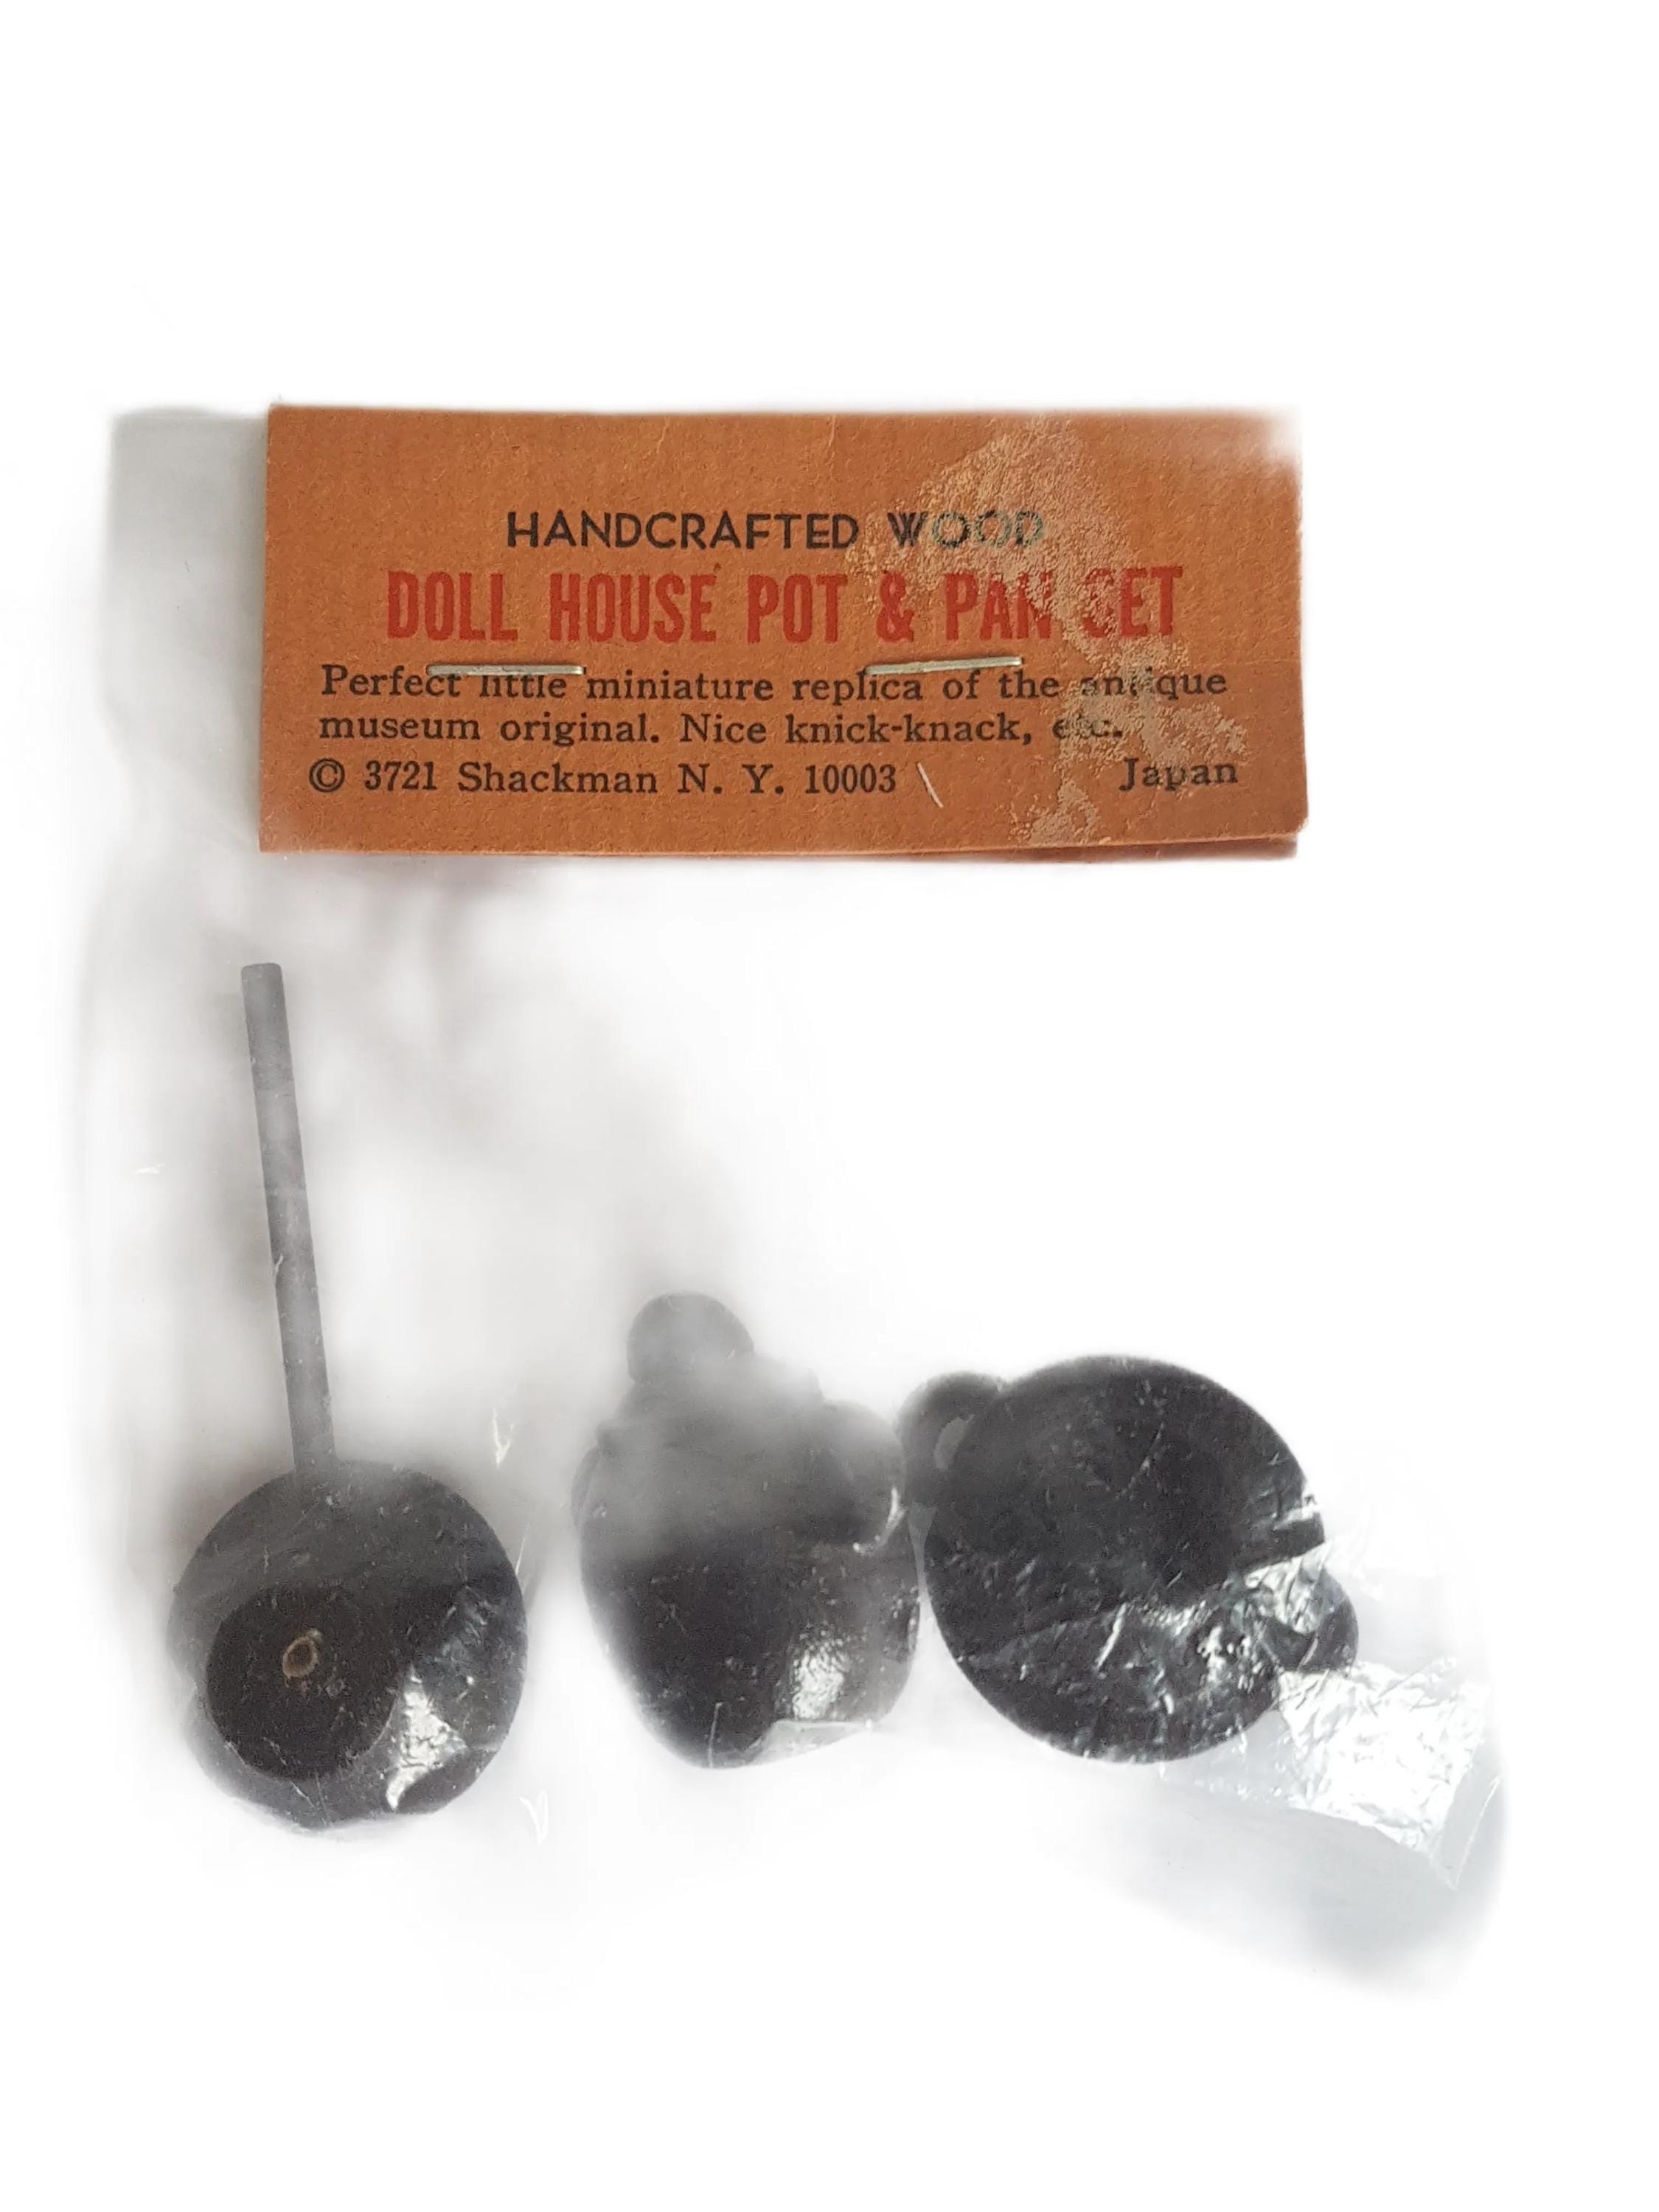 HANDCRAFTED WOOD
DOLL HOUSE POT & PAN SET
Perfect little miniature replica of the antique
museum original. Nice knick-knack, etc.
© 3721 Shackman N. Y. 10003 Japan